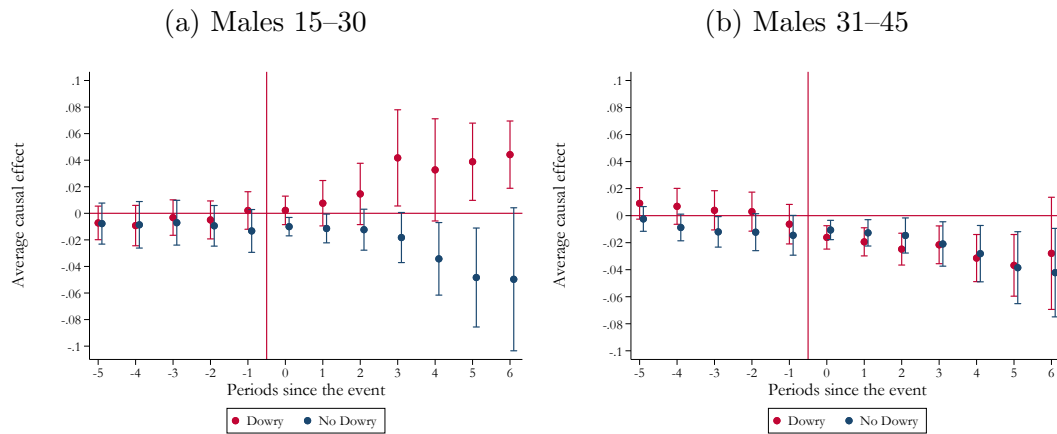 (a) Males 15–30
Average causal effect
.1
.08
.06
.04
.02
0
-.02
-.04
-.06
-.08
-.1
-5 -4 -3 -2 -1 0 1 2 3 4 5 6
Periods since the event
Dowry No Dowry
(b) Males 31–45
Average causal effect
.1
.08
.06
.04
.02
0
-.02
-.04
-.06
-.08
-.1
-5 -4 -3 -2 -1 0 1 2 3 4 5 6
Periods since the event
Dowry No Dowry